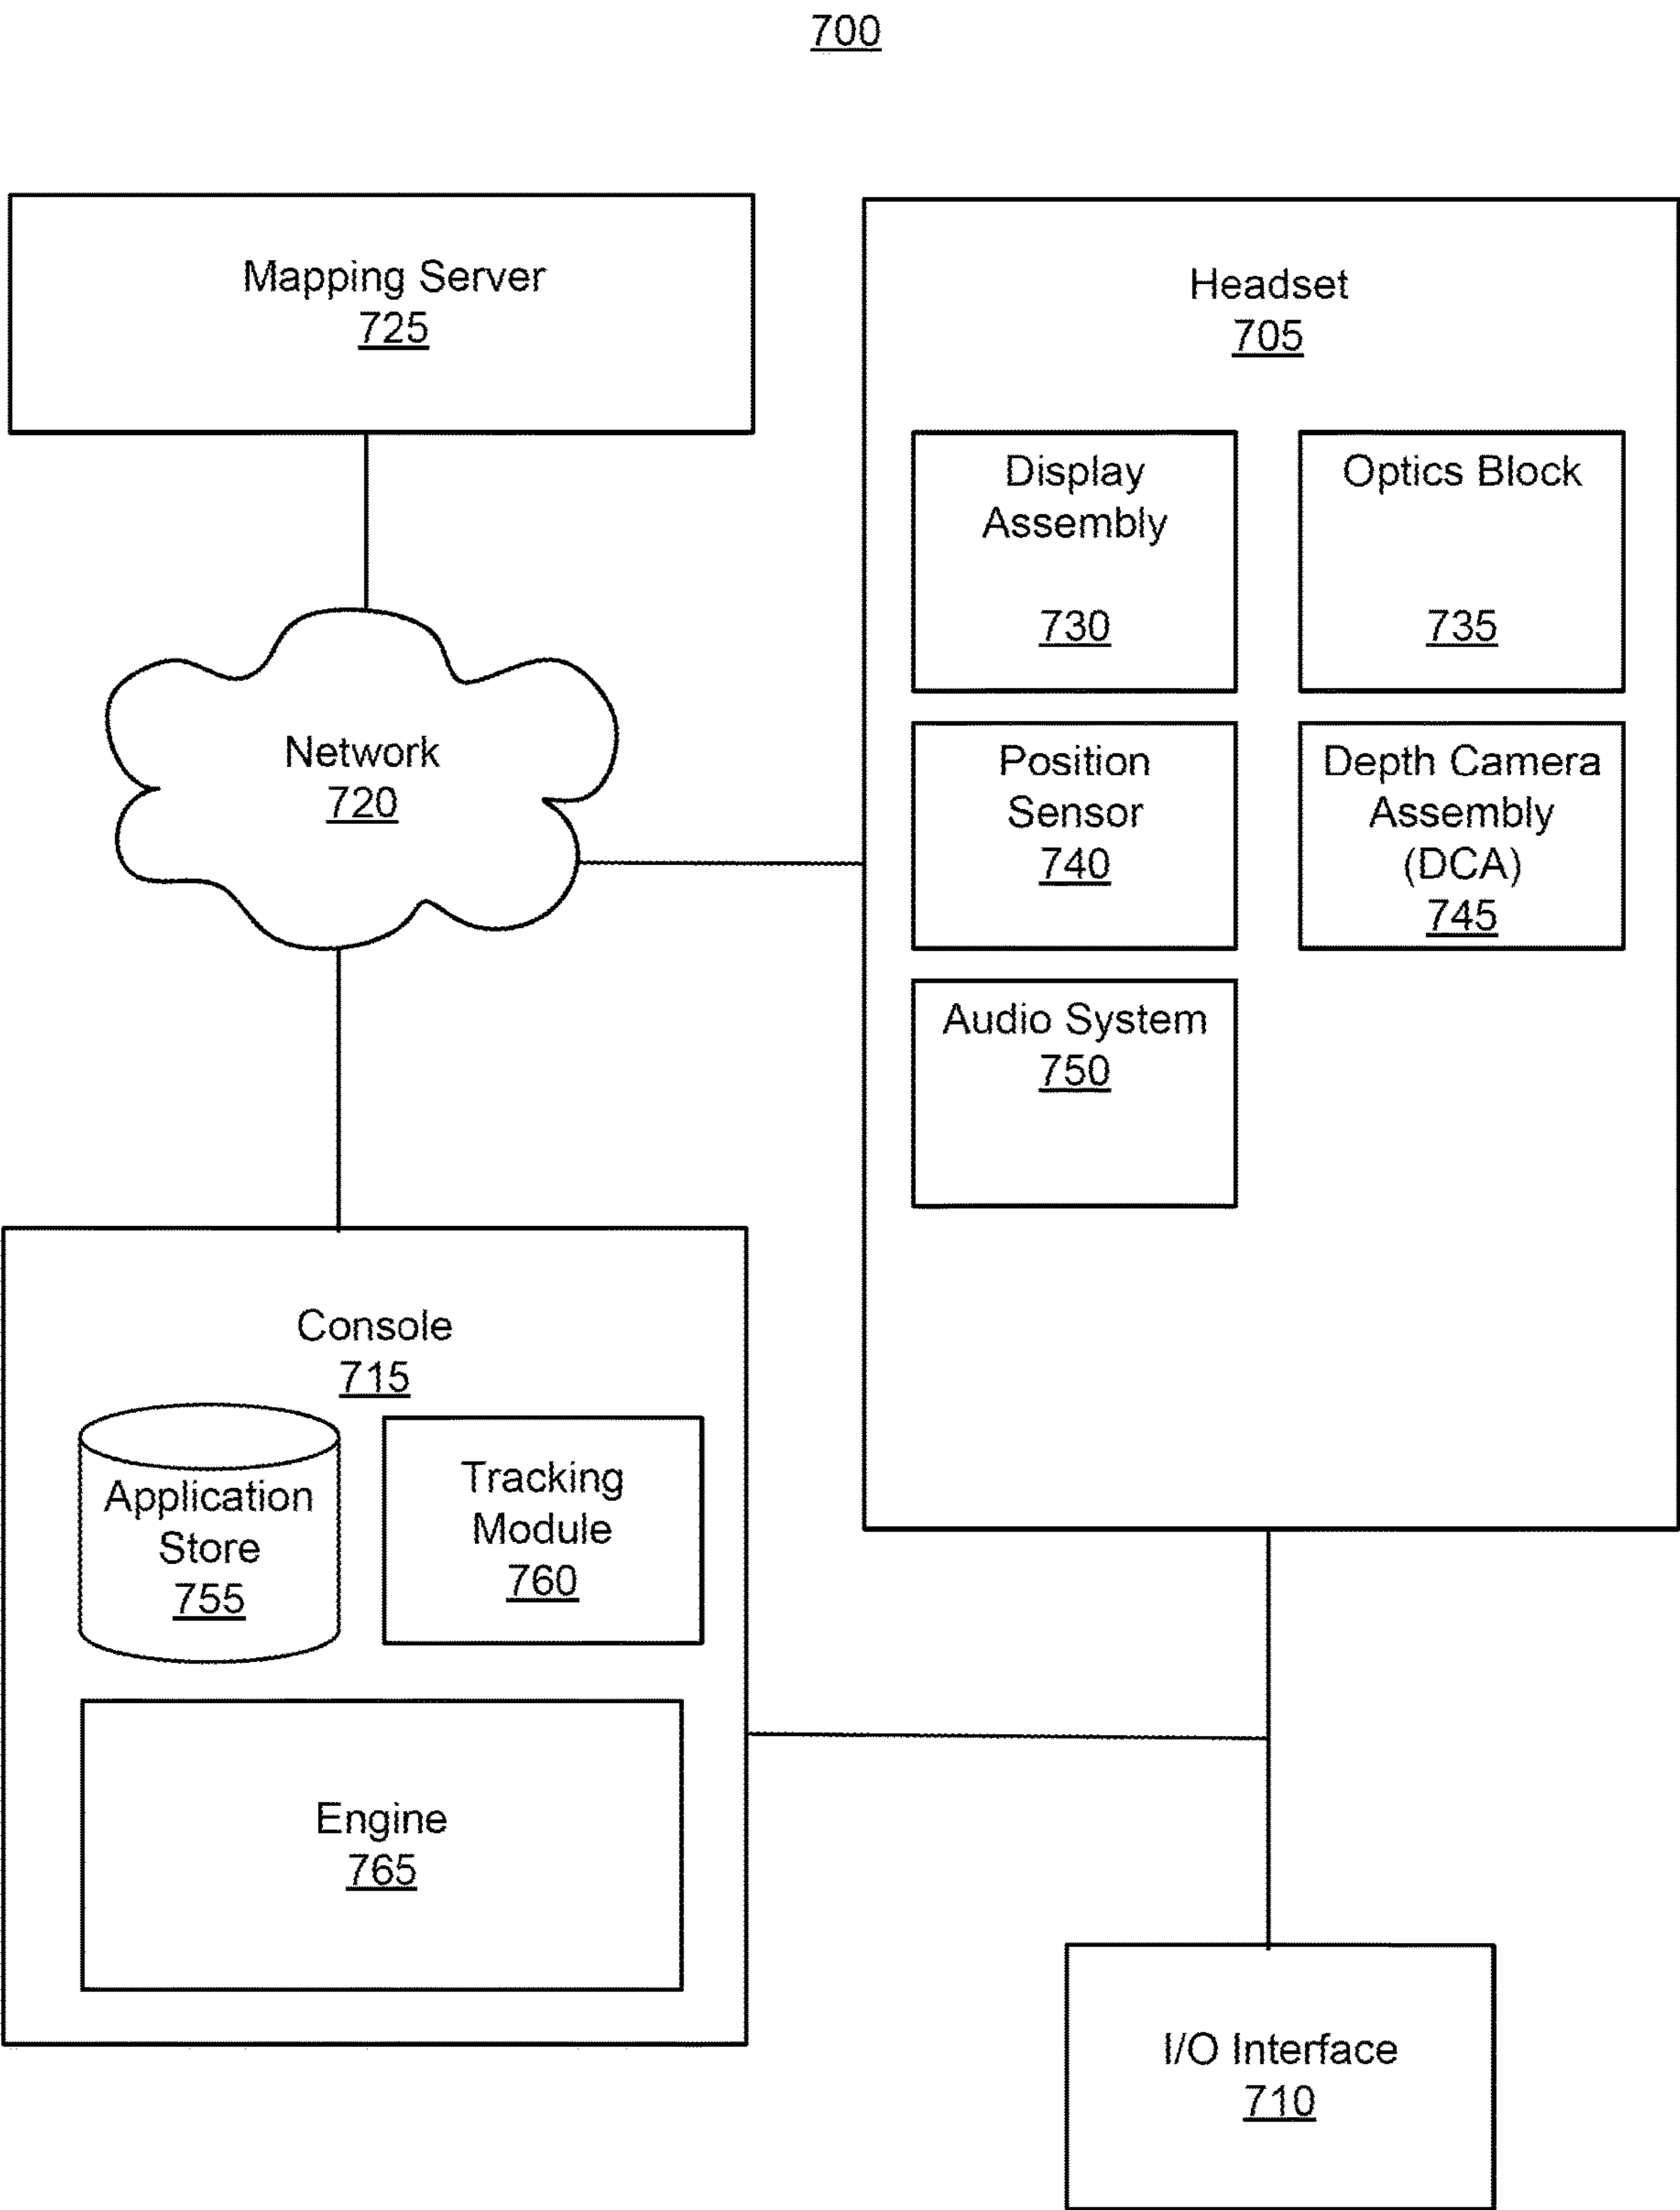 700
Mapping Server
725
Headset
705
Display
Assembly
730
Optics Block
735
Network
720
Position
Sensor
740
Depth Camera
Assembly
(DCA)
745
Audio System
750
Console
715
Application
Store
755
Tracking
Module
760
Engine
765
I/O Interface
710